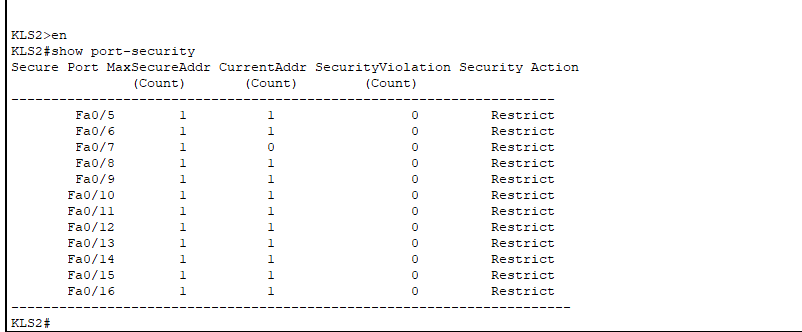 KLS2>en
KLS2#show port-security
Secure Port MaxSecureAddr CurrentAddr SecurityViolation Security Action
               (Count)       (Count)        (Count)
--------------------------------------------------------------------
        Fa0/5        1          1                 0         Restrict
        Fa0/6        1          1                 0         Restrict
        Fa0/7        1          0                 0         Restrict
        Fa0/8        1          1                 0         Restrict
        Fa0/9        1          1                 0         Restrict
       Fa0/10        1          1                 0         Restrict
       Fa0/11        1          1                 0         Restrict
       Fa0/12        1          1                 0         Restrict
       Fa0/13        1          1                 0         Restrict
       Fa0/14        1          1                 0         Restrict
       Fa0/15        1          1                 0         Restrict
       Fa0/16        1          1                 0         Restrict
----------------------------------------------------------------------
KLS2#